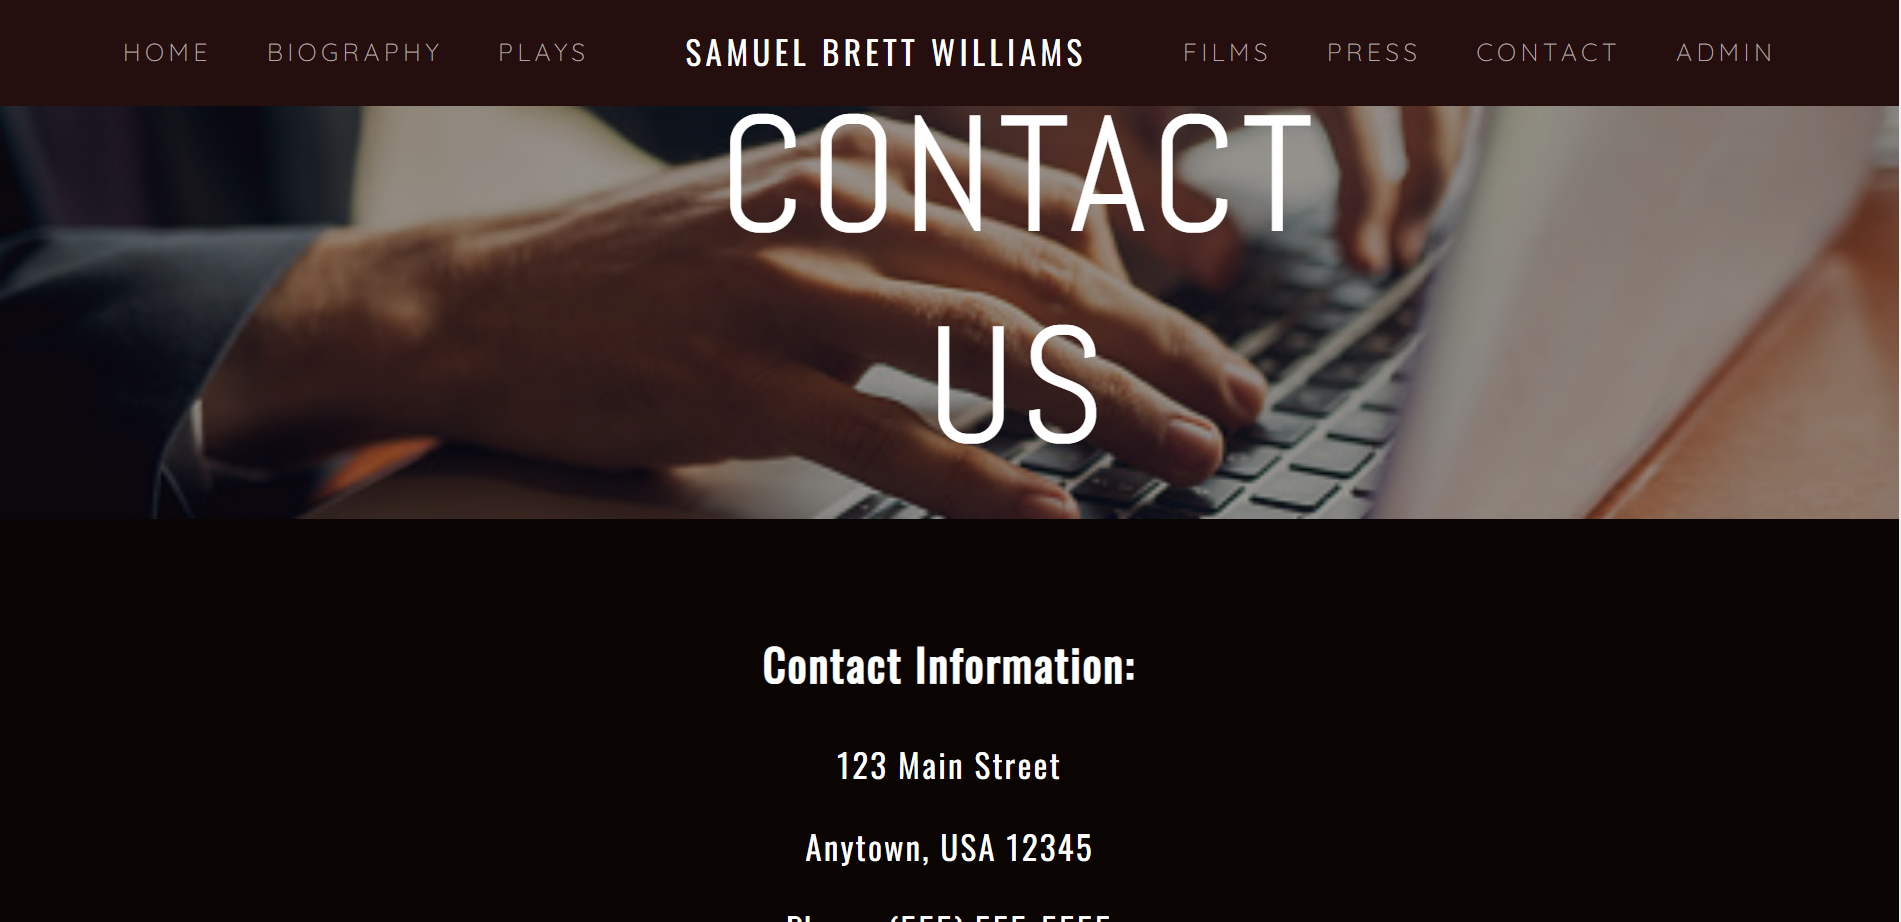 HOME BIOGRAPHY PLAYS SAMUEL BRETT WILLIAMS FILMS PRESS CONTACT ADMIN
CONTACT
US
Contact Information:
123 Main Street
Anytown, USA 12345